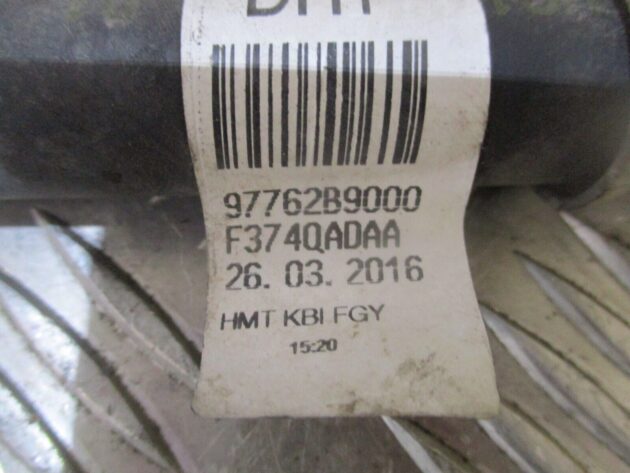 97762B9000
F374QADAA
26. 03. 2016
HMT KBI FGY
15:20